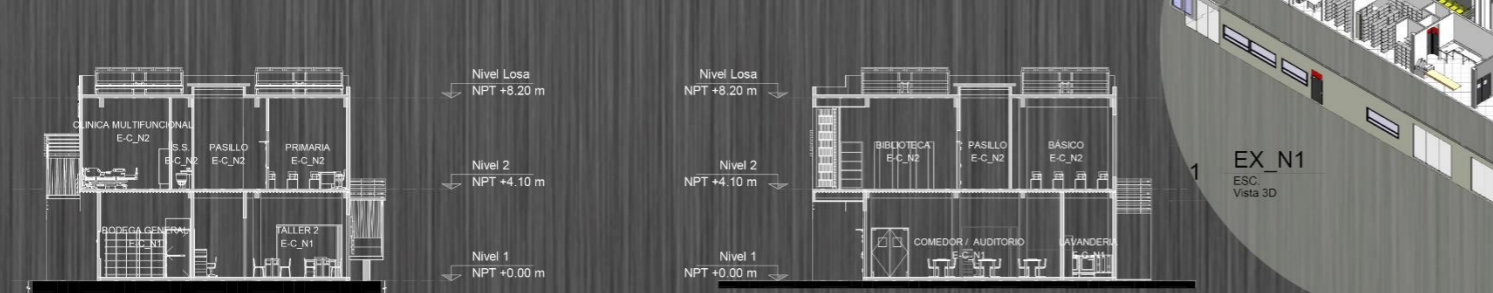 Nivel Losa
NPT +8.20 m
CLINICA MULTIFUNCIONAL
E-C_N2
S.S.
E-C_N2
PASILLO
E-C_N2
PRIMARIA
E-C_N2
Nivel 2
NPT +4.10 m
BODEGA GENERAL
E-C_N1
TALLER 2
E-C_N1
Nivel 1
NPT +0.00 m
Nivel Losa
NPT +8.20 m
BIBLIOTECA
E-C_N2
PASILLO
E-C_N2
BÁSICO
E-C_N2
Nivel 2
NPT +4.10 m
COMEDOR / AUDITORIO
E-C_N1
LAVANDERIA
E-C_N1
Nivel 1
NPT +0.00 m
1
EX_N1
ESC.
Vista 3D